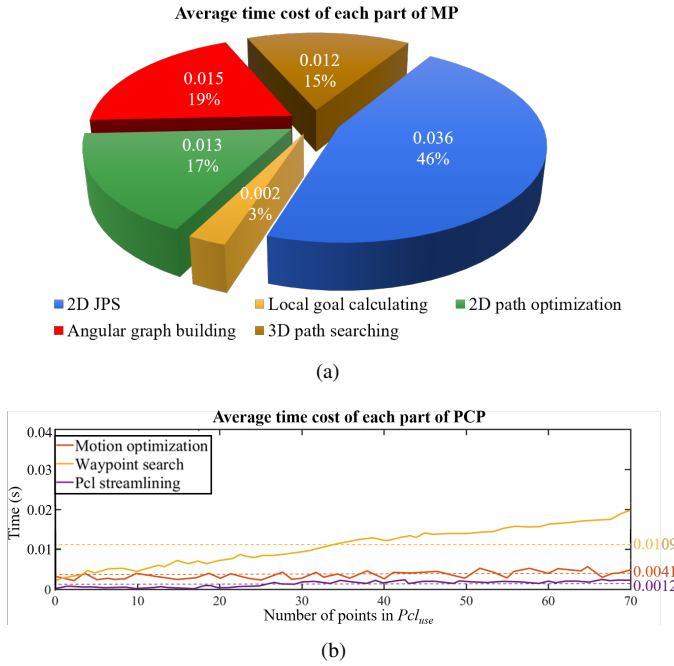 Average time cost of each part of MP
0.012
15%
0.015
19%
0.036
46%
0.013
17%
0.002
3%
2D JPS
Local goal calculating
2D path optimization
Angular graph building
3D path searching
(a)
Average time cost of each part of PCP
0.04
0.03
0.02
0.01
0
Time (s)
Motion optimization
Waypoint search
Pcl streamlining
0.0109
0.0041
0.0012
0 10 20 30 40 50 60 70
Number of points in Pcl_use
(b)